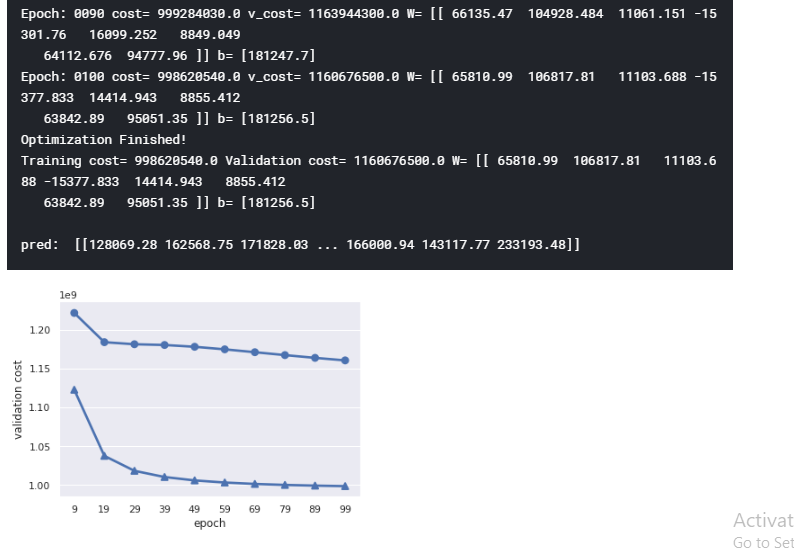 Epoch: 0090 cost= 999284030.0 v_cost= 1163944300.0 W= [[ 66135.47 104928.484 11061.151 -15
301.76 16099.252 8849.049
64112.676 94777.96 ]] b= [181247.7]
Epoch: 0100 cost= 998620540.0 v_cost= 1160676500.0 W= [[ 65810.99 106817.81 11103.688 -15
377.833 14414.943 8855.412
63842.89 95051.35 ]] b= [181256.5]
Optimization Finished!
Training cost= 998620540.0 Validation cost= 1160676500.0 W= [[ 65810.99 106817.81 11103.6
88 -15377.833 14414.943 8855.412
63842.89 95051.35 ]] b= [181256.5]
pred: [[128069.28 162568.75 171828.03 ... 166000.94 143117.77 233193.48]]
1e9
1.20
1.15
1.10
1.05
1.00
validation cost
9 19 29 39 49 59 69 79 89 99
epoch
Activat
Go to Set